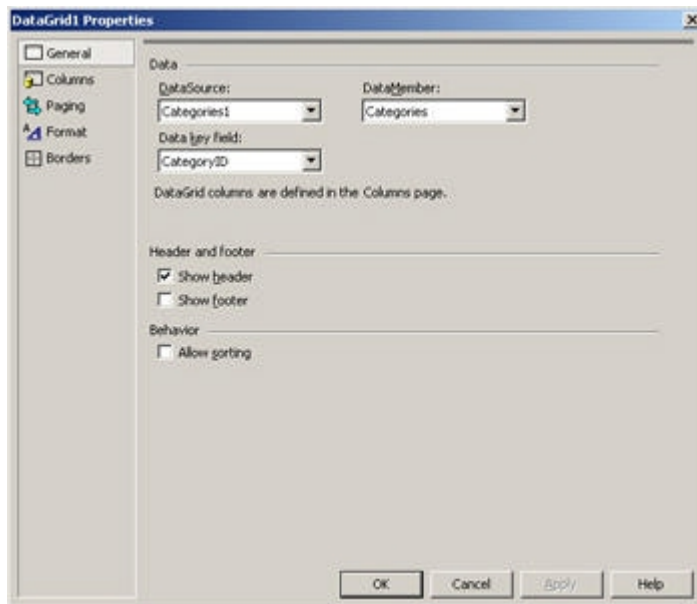 DataGrid1 Properties
General
Columns
Paging
Format
Borders
Data
DataSource:
DataMember:
Categories1
Categories
Data key field:
CategoryID
DataGrid columns are defined in the Columns page.
Header and footer
Show header
Show footer
Behavior
Allow sorting
OK
Cancel
Apply
Help